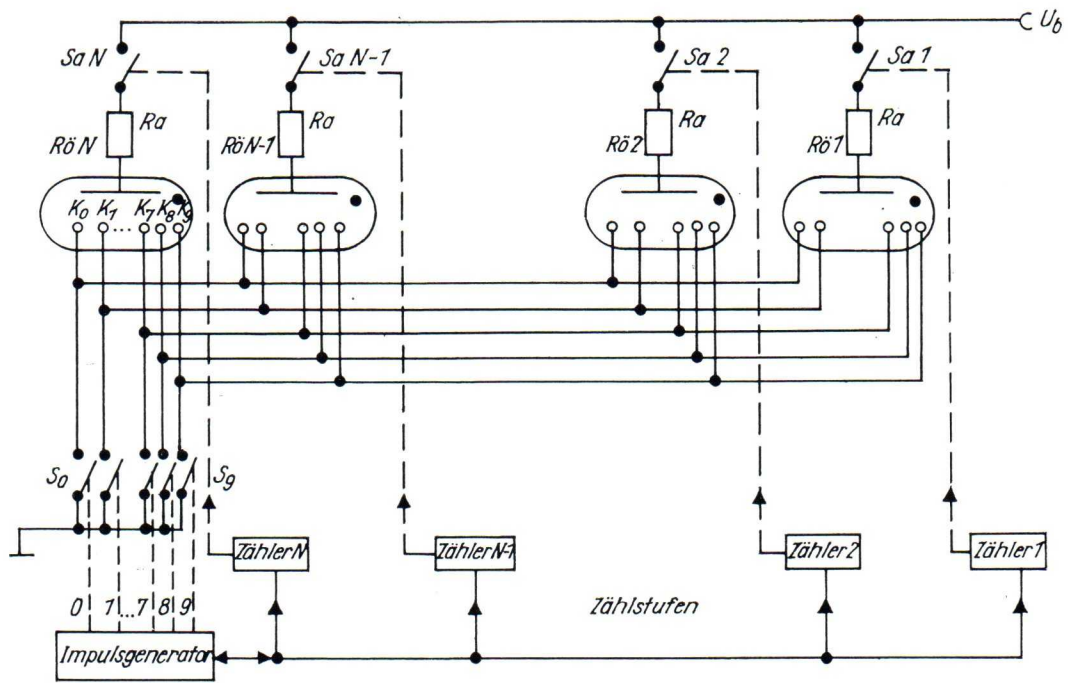 U_b
Sa N
Sa N-1
Sa 2
Sa 1
Ra
Ra
Ra
Ra
Rö N
Rö N-1
Rö 2
Rö 1
K_0 K_1 ... K_7 K_8 K_9
S_0
S_9
Zähler N
Zähler N-1
Zähler 2
Zähler 1
0 1 ... 7 8 9
Zählstufen
Impulsgenerator